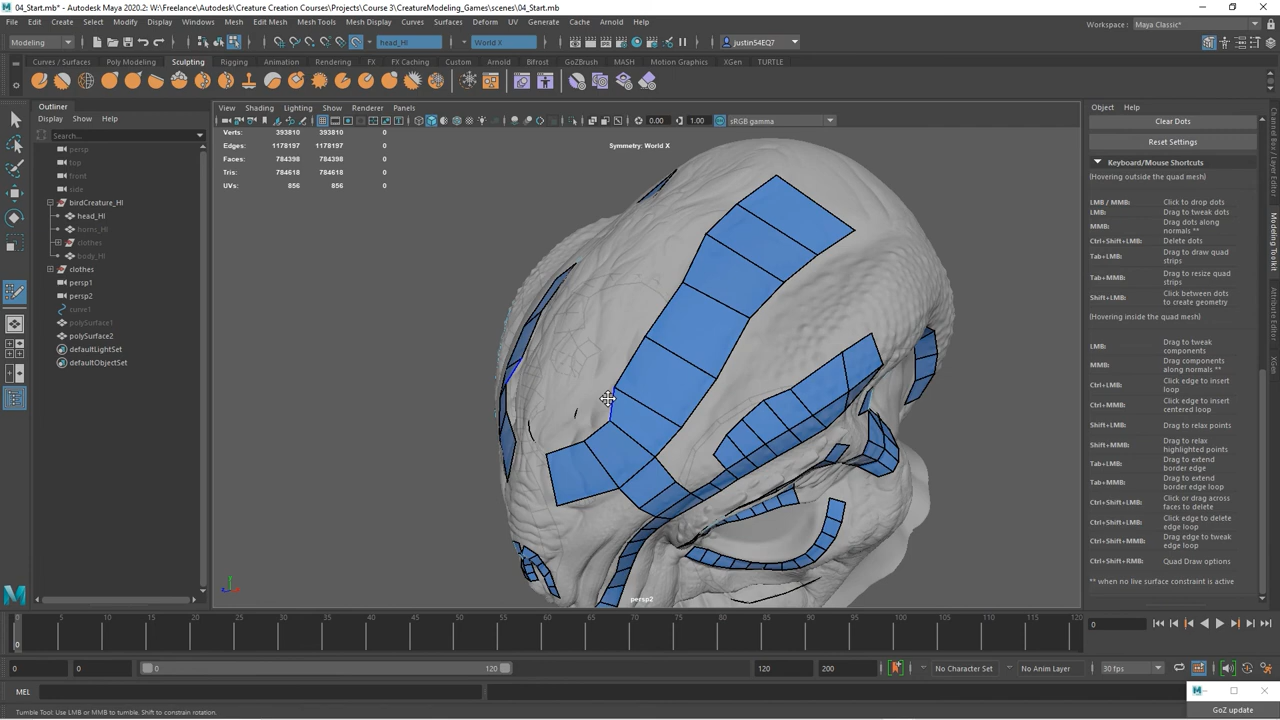 04_Start.mb* - Autodesk Maya 2020.2: W:\Freelance\Creature Creation Courses\Projects\Course 3\CreatureModeling_Games\scenes\04_Start.mb
File Edit Create Select Modify Display Windows Mesh Edit Mesh Mesh Tools Mesh Display Curves Surfaces Deform UV Generate Cache Arnold Help
Workspace: Maya Classic*
Modeling head_HI World X justin54EQ7
Curves / Surfaces Poly Modeling Sculpting Rigging Animation Rendering FX FX Caching Custom Arnold Bifrost GoZBrush MASH Motion Graphics XGen TURTLE
Outliner
Display Show Help
Search...
persp
top
front
side
birdCreature_HI
head_HI
horns_HI
clothes
body_HI
clothes
persp1
persp2
curve1
polySurface1
polySurface2
defaultLightSet
defaultObjectSet
View Shading Lighting Show Renderer Panels
0.00 1.00 sRGB gamma
Verts: 393810 393810 0
Edges: 1178197 1178197 0
Faces: 784398 784398 0
Tris: 784618 784618 0
UVs: 856 856 0
Symmetry: World X
persp2
Object Help
Clear Dots
Reset Settings
Keyboard/Mouse Shortcuts
(Hovering outside the quad mesh)
LMB / MMB: Click to drop dots
LMB: Drag to tweak dots
MMB: Drag dots along normals **
Ctrl+Shift+LMB: Delete dots
Tab+LMB: Drag to draw quad strips
Tab+MMB: Drag to resize quad strips
Shift+LMB: Click between dots to create geometry
(Hovering inside the quad mesh)
LMB: Drag to tweak components
MMB: Drag components along normals **
Ctrl+LMB: Click edge to insert loop
Ctrl+MMB: Click edge to insert centered loop
Shift+LMB: Drag to relax points
Shift+MMB: Drag to relax highlighted points
Tab+LMB: Drag to extend border edge
Tab+MMB: Drag to extend border edge loop
Ctrl+Shift+LMB: Click or drag across faces to delete
Ctrl+Shift+LMB: Click edge to delete edge loop
Ctrl+Shift+MMB: Drag edge to tweak edge loop
Ctrl+Shift+RMB: Quad Draw options
** when no live surface constraint is active
Channel Box / Layer Editor
Modeling Toolkit
Attribute Editor
XGen
0 5 10 15 20 25 30 35 40 45 50 55 60 65 70 75 80 85 90 95 100 105 110 115 120
0
0
0 0 0 120 120 200 No Character Set No Anim Layer 30 fps
MEL
GoZ update
Tumble Tool: Use LMB or MMB to tumble. Shift to constrain rotation.